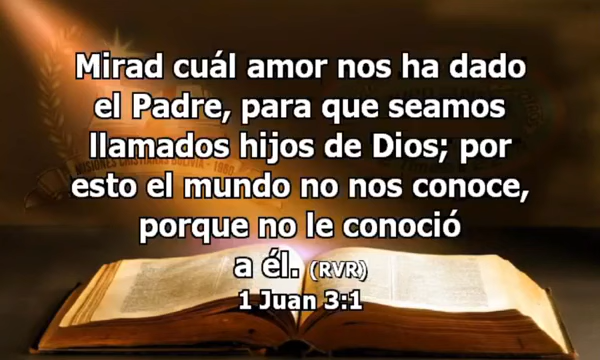 Mirad cuál amor nos ha dado
el Padre, para que seamos
llamados hijos de Dios; por
esto el mundo no nos conoce,
porque no le conoció
a él. (RVR)
1 Juan 3:1